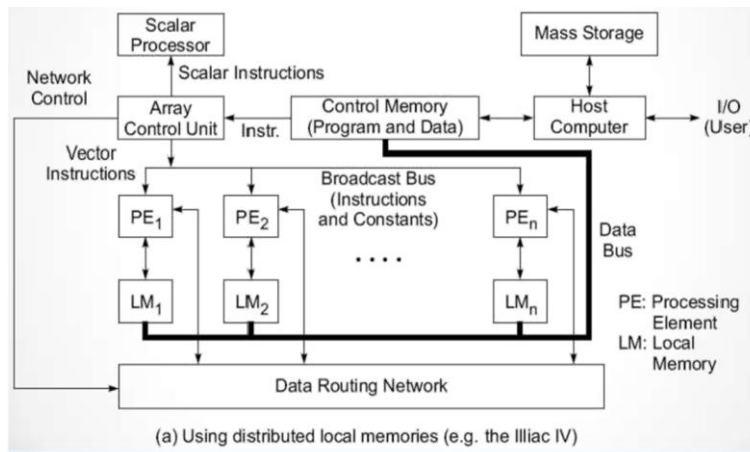 Scalar
Processor
Mass Storage
Network
Control
Scalar Instructions
Array
Control Unit
Instr.
Control Memory
(Program and Data)
Host
Computer
I/O
(User)
Vector
Instructions
Broadcast Bus
(Instructions
and Constants)
PE1
PE2
PEn
Data
Bus
. . . .
LM1
LM2
LMn
PE: Processing
Element
LM: Local
Memory
Data Routing Network
(a) Using distributed local memories (e.g. the Illiac IV)